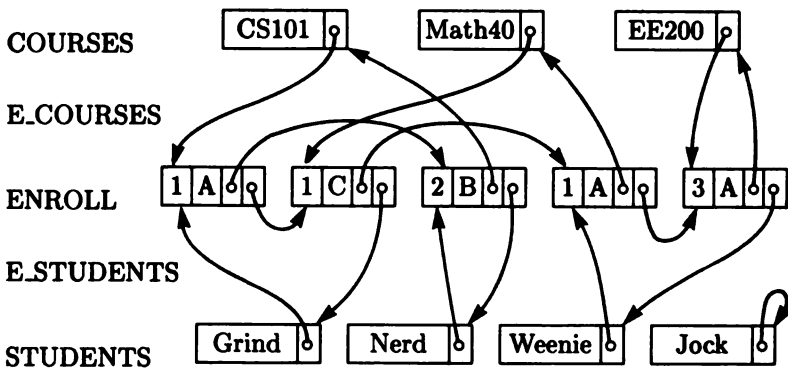 COURSES CS101 Math40 EE200
E_COURSES
ENROLL 1 A 1 C 2 B 1 A 3 A
E_STUDENTS
STUDENTS Grind Nerd Weenie Jock